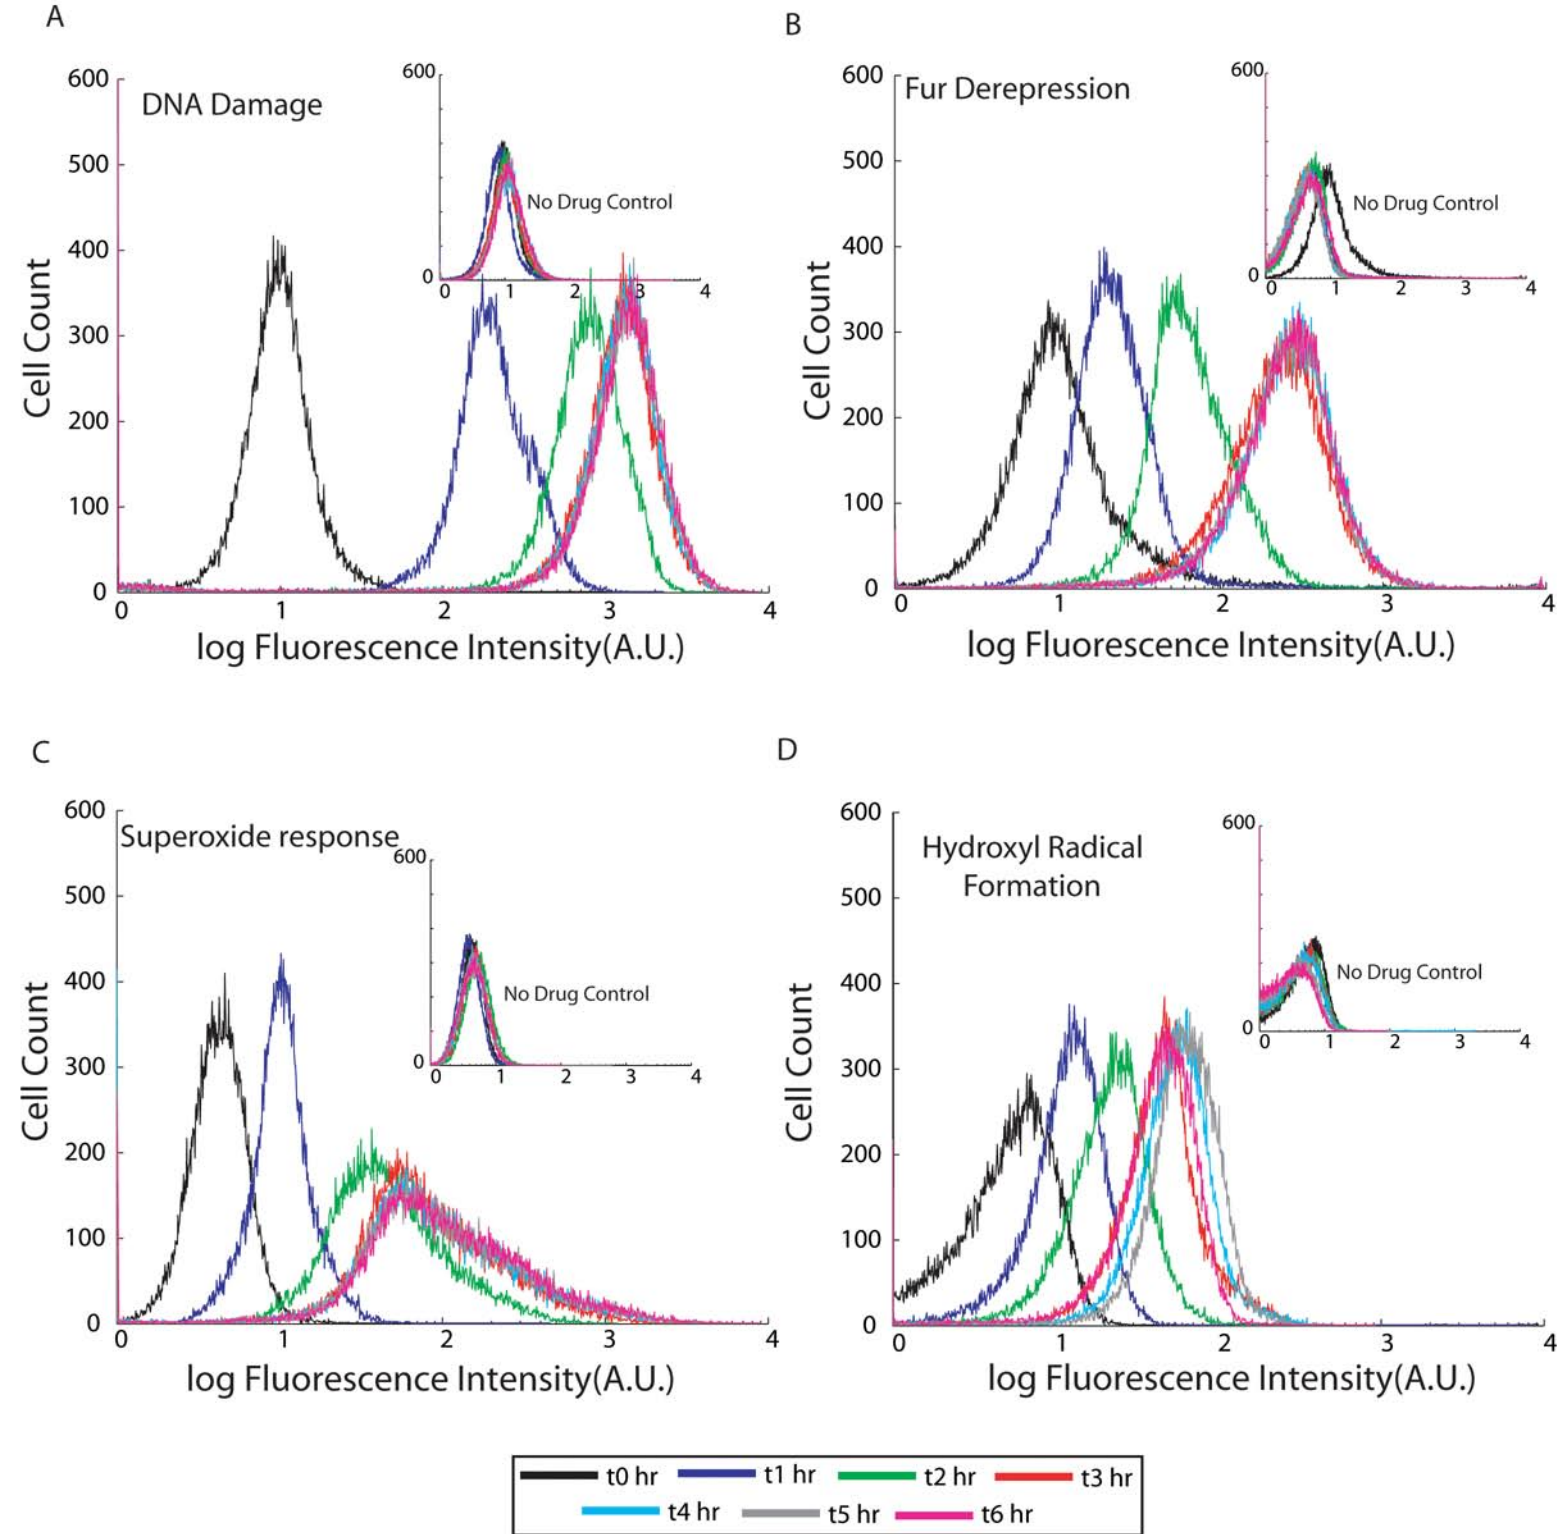 A
DNA Damage
600
500
400
300
200
100
0
Cell Count
0 1 2 3 4
log Fluorescence Intensity(A.U.)
600
0
No Drug Control
0 1 2 3 4
B
Fur Derepression
600
500
400
300
200
100
0
Cell Count
0 1 2 3 4
log Fluorescence Intensity(A.U.)
600
0
No Drug Control
0 1 2 3 4
C
Superoxide response
600
500
400
300
200
100
0
Cell Count
0 1 2 3 4
log Fluorescence Intensity(A.U.)
600
0
No Drug Control
0 1 2 3 4
D
Hydroxyl Radical
Formation
600
500
400
300
200
100
0
Cell Count
0 1 2 3 4
log Fluorescence Intensity(A.U.)
600
0
No Drug Control
0 1 2 3 4
t0 hr t1 hr t2 hr t3 hr
t4 hr t5 hr t6 hr